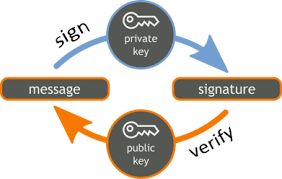 sign
private
key
message
signature
public
key
verify